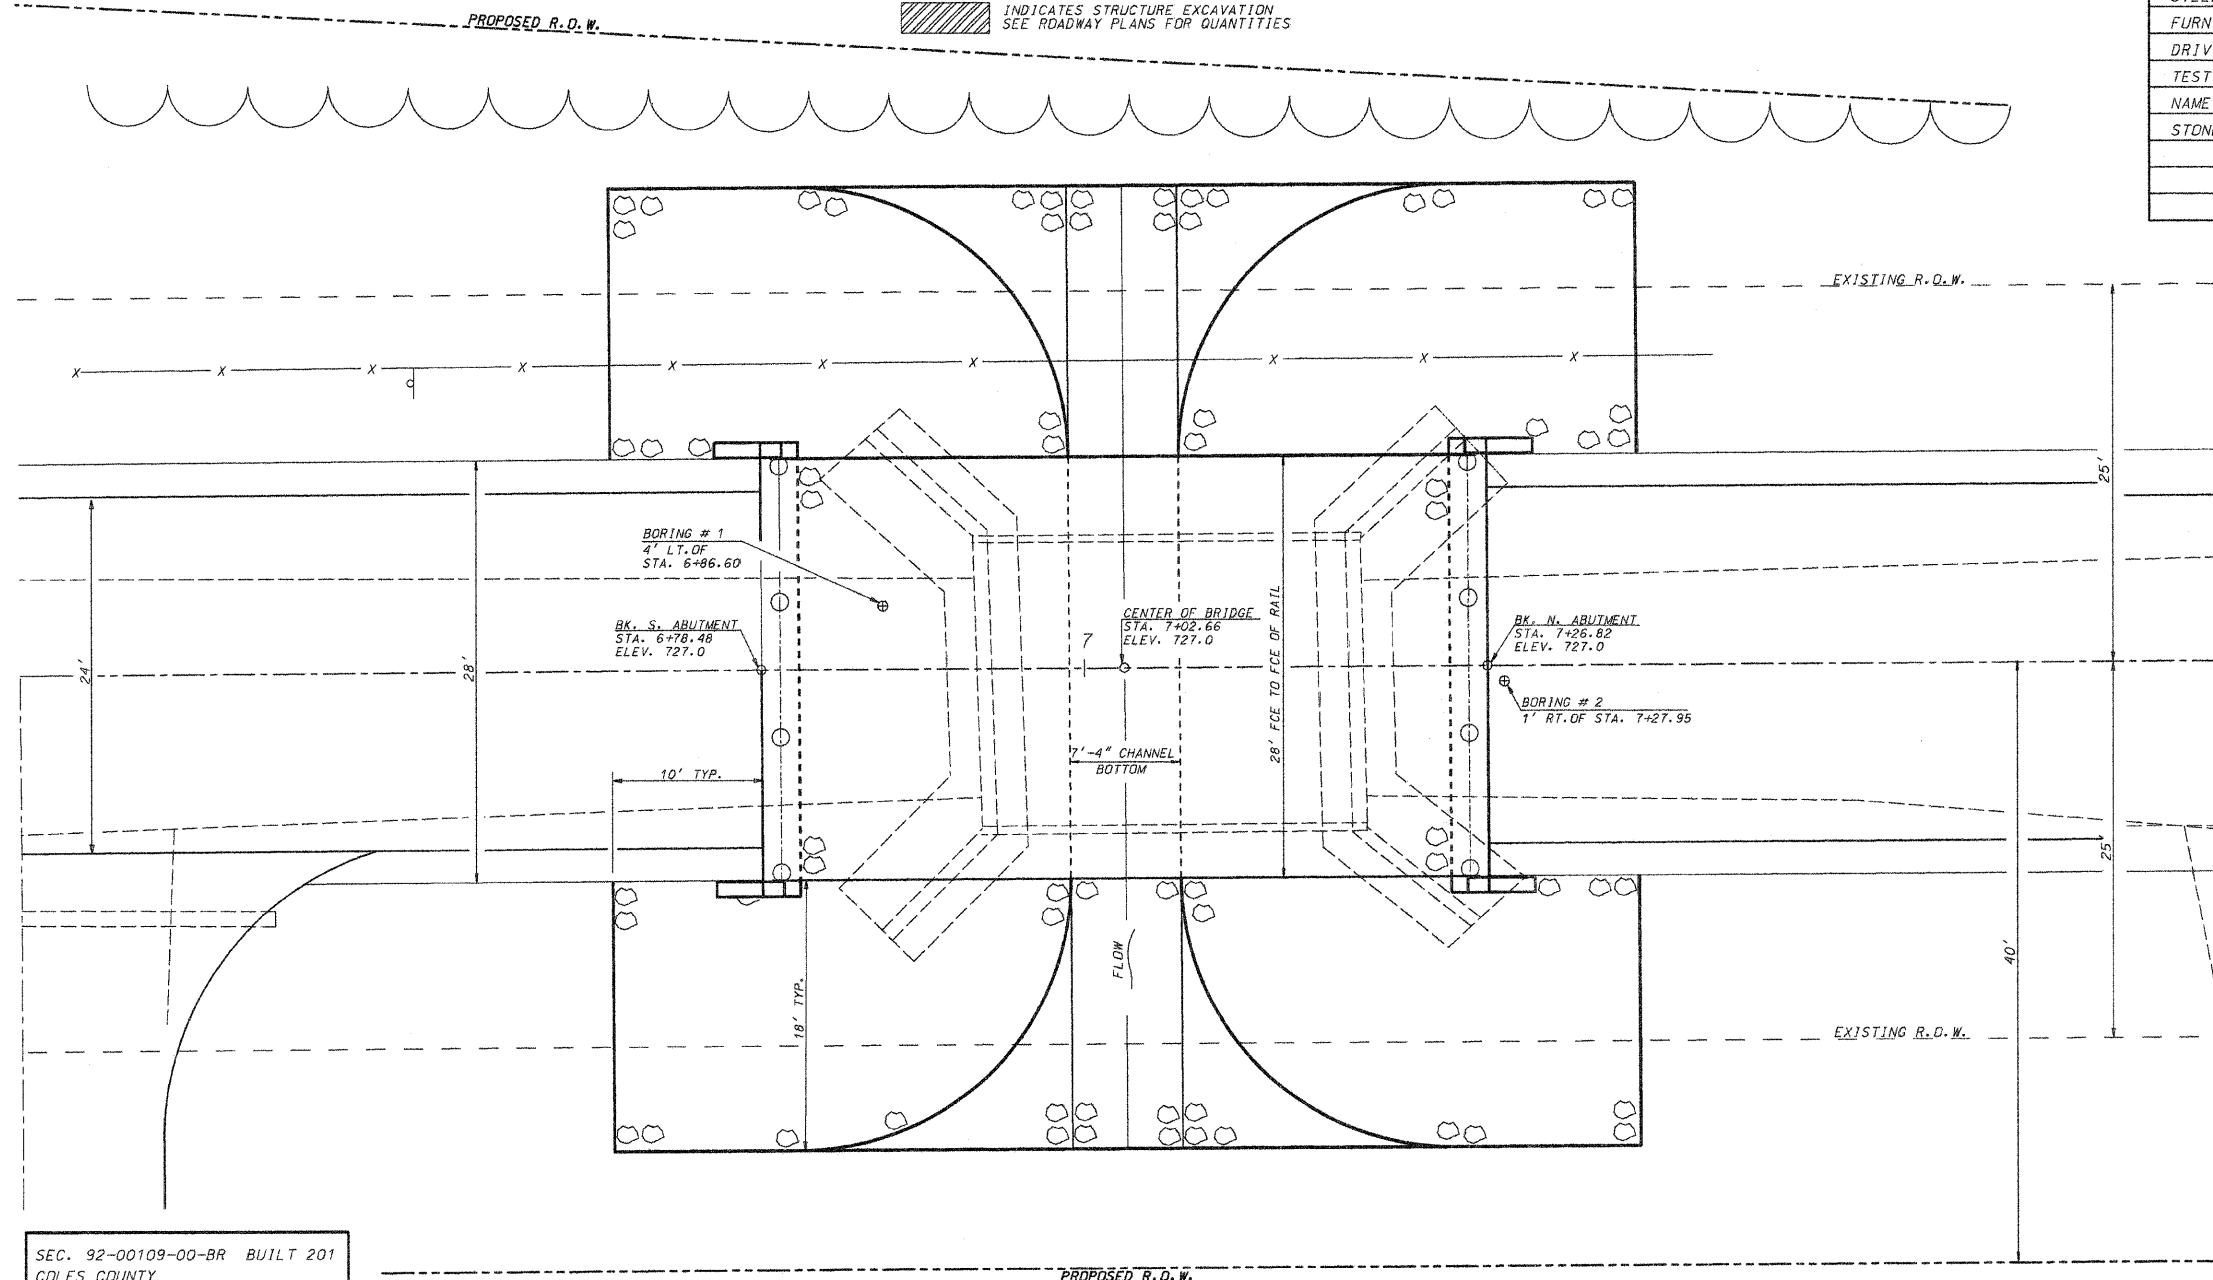 INDICATES STRUCTURE EXCAVATION
SEE ROADWAY PLANS FOR QUANTITIES
PROPOSED R.O.W.
FURN
DRIV
TEST
NAME
STON
EXISTING R.O.W.
X X X X X X X X X X
25'
BORING # 1
4' LT. OF
STA. 6+86.60
BK. S. ABUTMENT
STA. 6+78.48
ELEV. 727.0
7
CENTER OF BRIDGE
STA. 7+02.66
ELEV. 727.0
28' FCE TO FCE OF RAIL
BK. N. ABUTMENT
STA. 7+26.82
ELEV. 727.0
BORING # 2
1' RT. OF STA. 7+27.95
24'
28'
10' TYP.
7'-4" CHANNEL
BOTTOM
25'
18' TYP.
FLOW
40'
EXISTING R.O.W.
SEC. 92-00109-00-BR BUILT 201
COLES COUNTY
PROPOSED R.O.W.